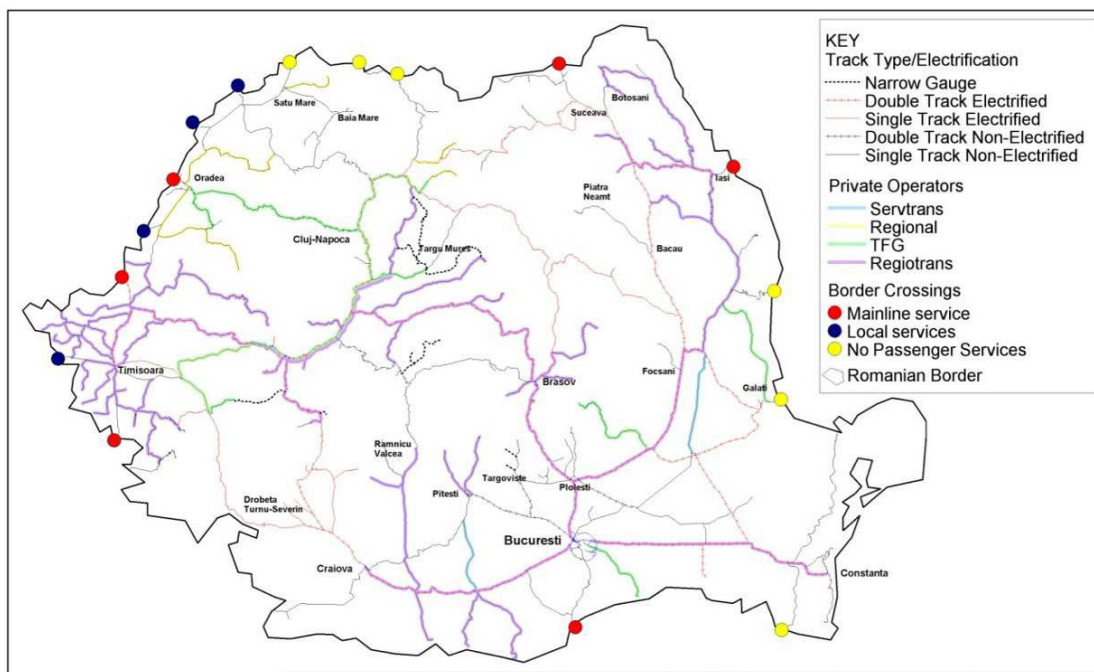 KEY
Track Type/Electrification
Narrow Gauge
Double Track Electrified
Single Track Electrified
Double Track Non-Electrified
Single Track Non-Electrified
Private Operators
Servtrans
Regional
TFG
Regiotrans
Border Crossings
Mainline service
Local services
No Passenger Services
Romanian Border
Satu Mare
Baia Mare
Suceava
Botosani
Oradea
Iasi
Piatra
Neamt
Cluj-Napoca
Targu Mures
Bacau
Timisoara
Brasov
Focsani
Galati
Ramnicu
Valcea
Targoviste
Pitesti
Ploiesti
Drobeta
Turnu-Severin
Bucuresti
Craiova
Constanta